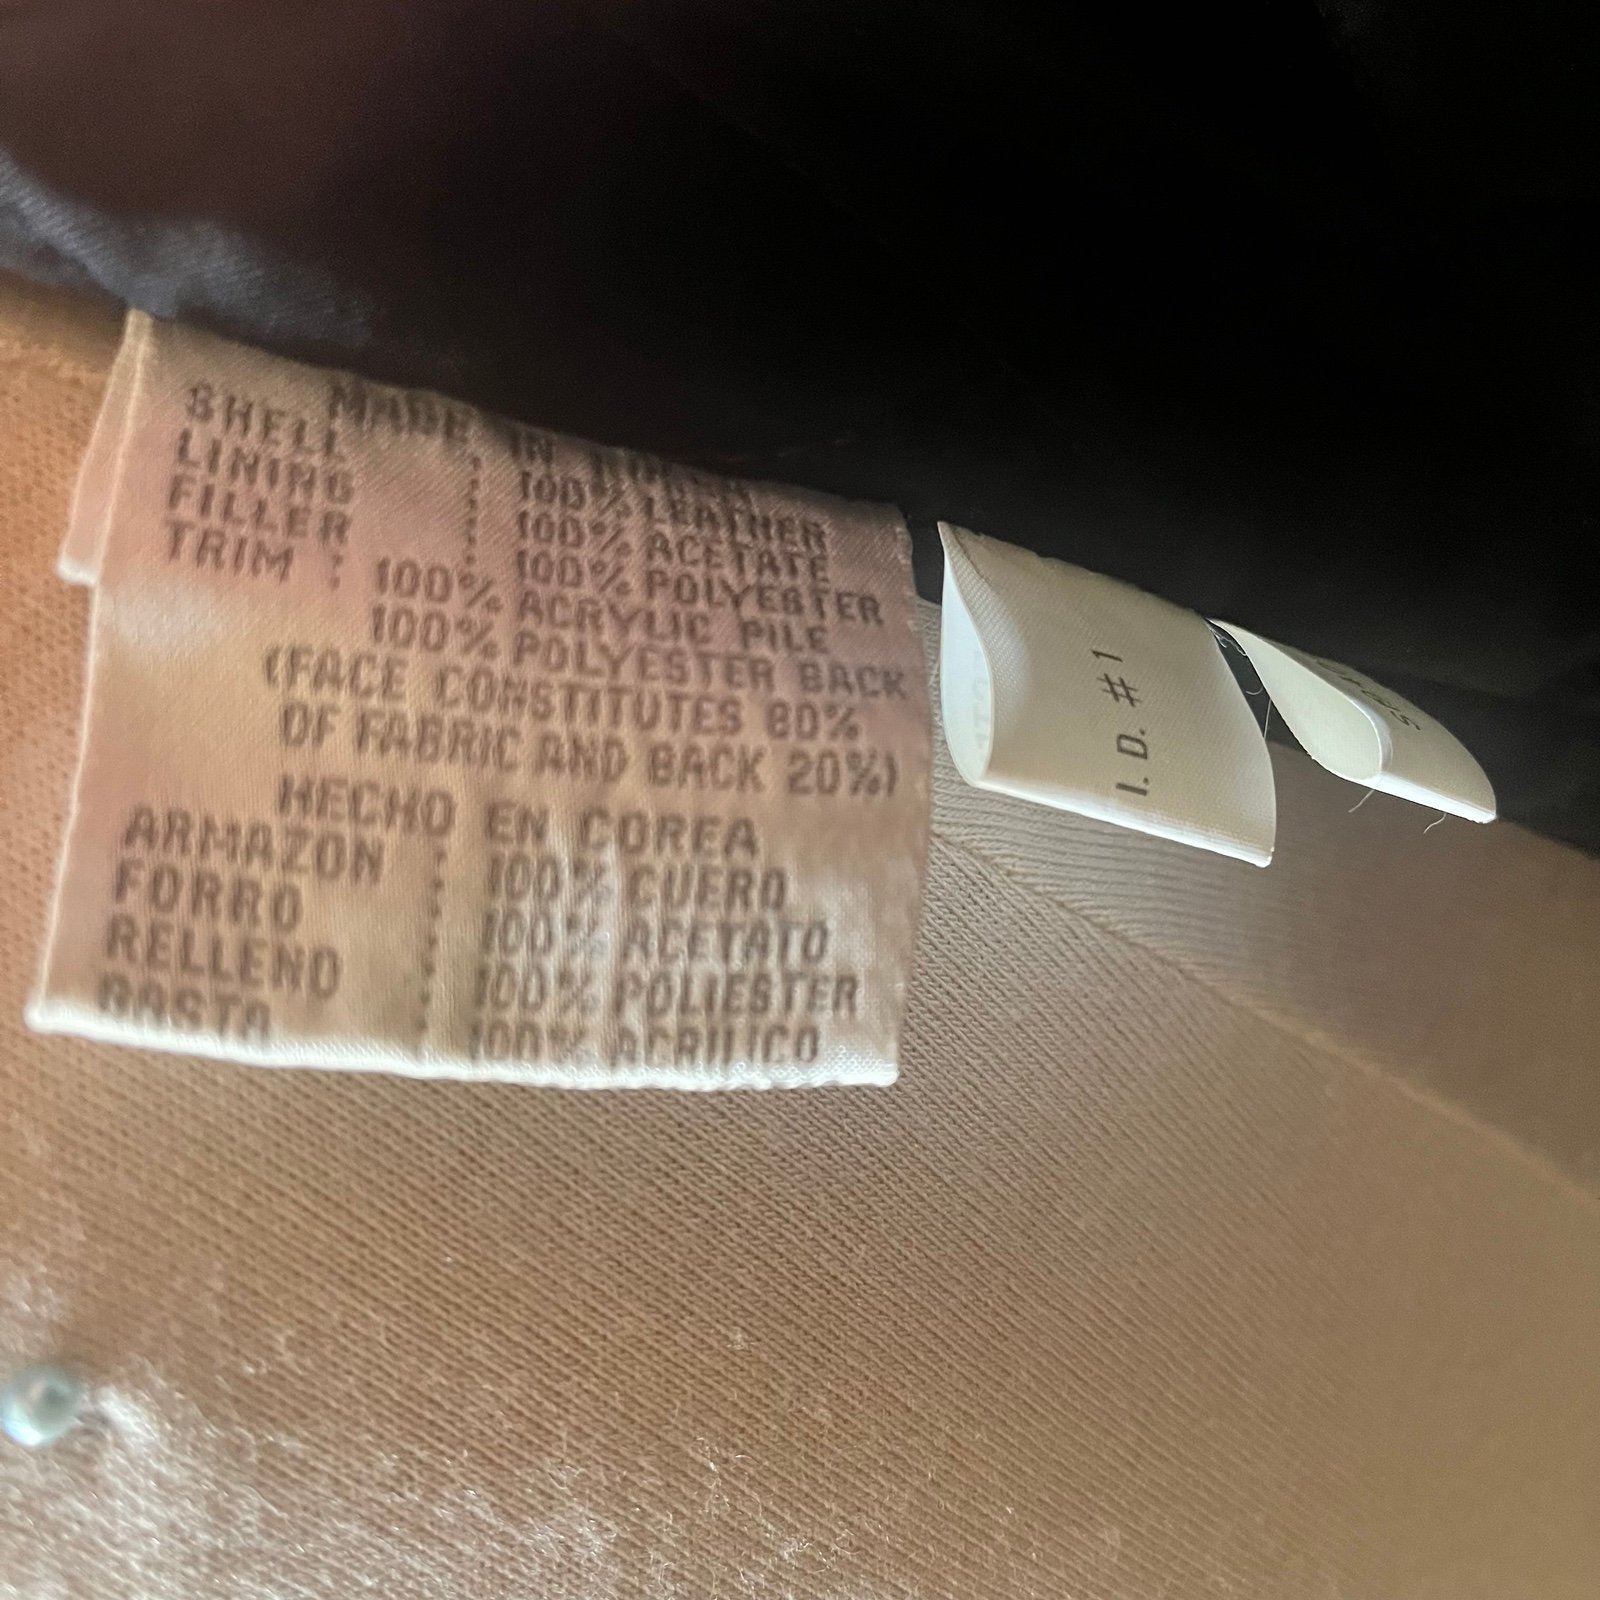 MADE IN KOREA
SHELL : 100% LEATHER
LINING : 100% ACETATE
FILLER : 100% POLYESTER
TRIM : 100% ACRYLIC PILE
100% POLYESTER BACK
(FACE CONSTITUTES 80%
OF FABRIC AND BACK 20%)
HECHO EN COREA
ARMAZON : 100% CUERO
FORRO : 100% ACETATO
RELLENO : 100% POLIESTER
BASTA : 100% ACRILICO
I. D. # 1